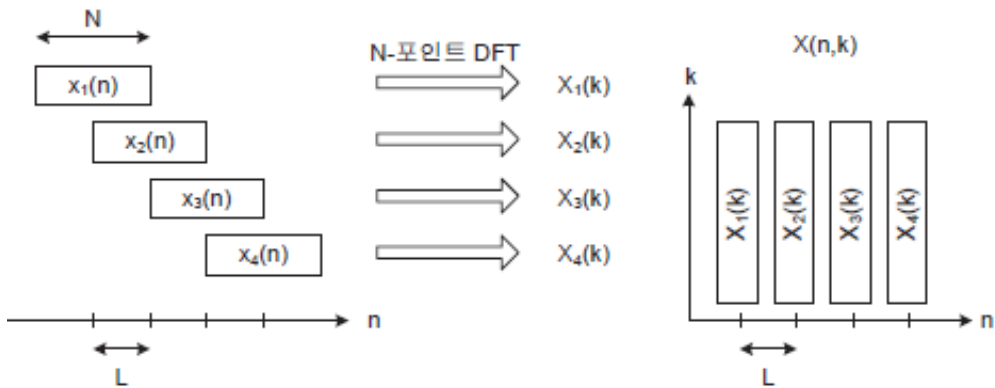 N
x₁(n)
x₂(n)
x₃(n)
x₄(n)
n
L
N-포인트 DFT
X₁(k)
X₂(k)
X₃(k)
X₄(k)
X(n,k)
k
X₁(k)
X₂(k)
X₃(k)
X₄(k)
n
L